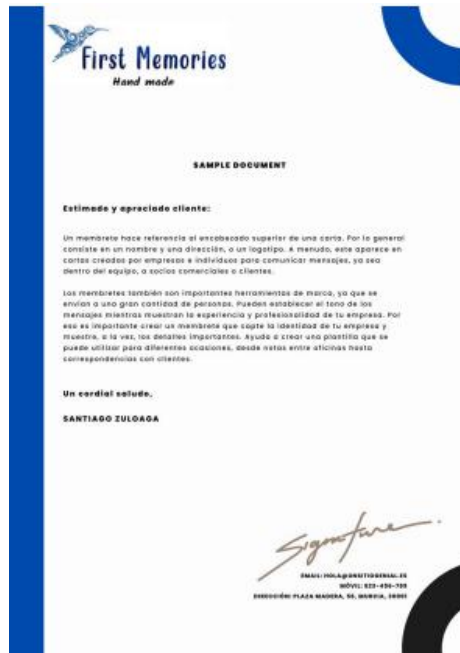 First Memories
Hand made
SAMPLE DOCUMENT
Estimado y apreciado cliente:
Un membrete hace referencia al encabezado superior de una carta. Por lo general
consiste en un nombre y una dirección, o un logotipo. A menudo, este aparece en
cartas creadas por empresas e individuos para comunicar mensajes, ya sea
dentro del equipo, a socios comerciales o clientes.
Los membretes también son importantes herramientas de marca, ya que se
envían a una gran cantidad de personas. Pueden establecer el tono de los
mensajes mientras muestran la experiencia y profesionalidad de tu empresa. Por
eso es importante crear un membrete que capte la identidad de tu empresa y
muestre, a la vez, los detalles importantes. Ayuda a crear una plantilla que se
puede utilizar para diferentes ocasiones, desde notas entre oficinas hasta
correspondencias con clientes.
Un cordial saludo,
SANTIAGO ZULOAGA
Signature
EMAIL: HOLA@UNSITIOGENIAL.ES
MÓVIL:
DIRECCIÓN: PLAZA MADERA, MURCIA,